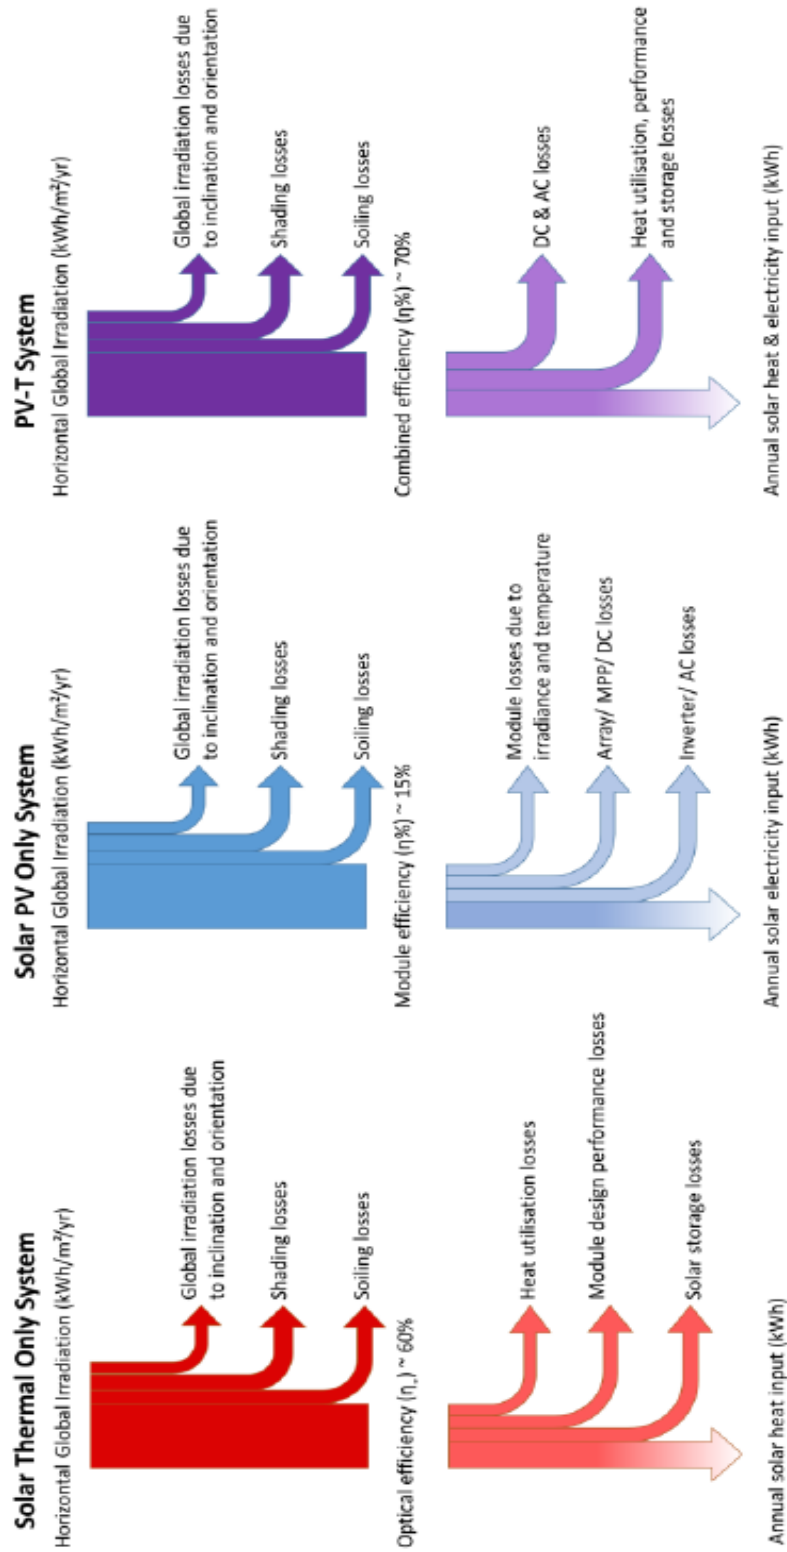 Solar Thermal Only System
Horizontal Global Irradiation (kWh/m²/yr)
Global irradiation losses due
to inclination and orientation
Shading losses
Soiling losses
Optical efficiency (η₀) ~ 60%
Heat utilisation losses
Module design performance losses
Solar storage losses
Annual solar heat input (kWh)
Solar PV Only System
Horizontal Global Irradiation (kWh/m²/yr)
Global irradiation losses due
to inclination and orientation
Shading losses
Soiling losses
Module efficiency (η%) ~ 15%
Module losses due to
irradiance and temperature
Array/ MPP/ DC losses
Inverter/ AC losses
Annual solar electricity input (kWh)
PV-T System
Horizontal Global Irradiation (kWh/m²/yr)
Global irradiation losses due
to inclination and orientation
Shading losses
Soiling losses
Combined efficiency (η%) ~ 70%
DC & AC losses
Heat utilisation, performance
and storage losses
Annual solar heat & electricity input (kWh)